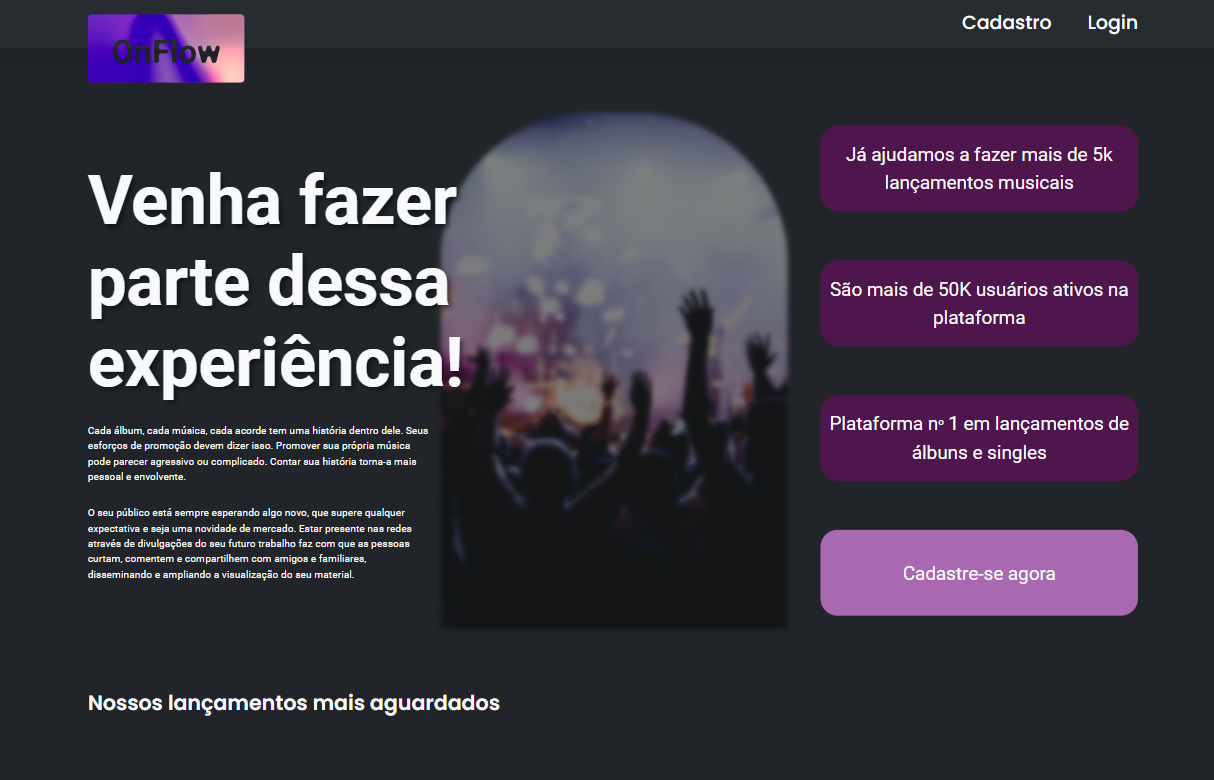 OnFlow
Cadastro
Login
Venha fazer
parte dessa
experiência!
Cada álbum, cada música, cada acorde tem uma história dentro dele. Seus
esforços de promoção devem dizer isso. Promover sua própria música
pode parecer agressivo ou complicado. Contar sua história torna-a mais
pessoal e envolvente.
O seu público está sempre esperando algo novo, que supere qualquer
expectativa e seja uma novidade de mercado. Estar presente nas redes
através de divulgações do seu futuro trabalho faz com que as pessoas
curtam, comentem e compartilhem com amigos e familiares,
disseminando e ampliando a visualização do seu material.
Já ajudamos a fazer mais de 5k
lançamentos musicais
São mais de 50K usuários ativos na
plataforma
Plataforma nº 1 em lançamentos de
álbuns e singles
Cadastre-se agora
Nossos lançamentos mais aguardados